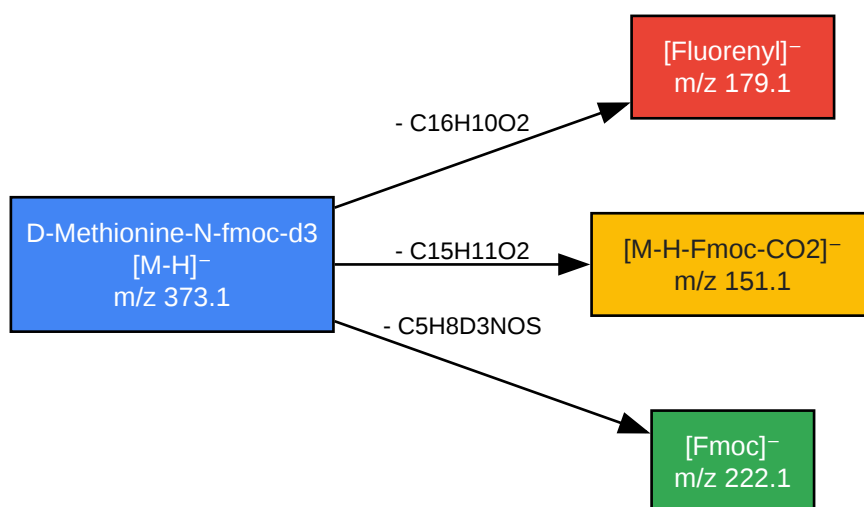 [Fluorenyl]⁻
m/z 179.1
- C16H10O2
D-Methionine-N-fmoc-d3
[M-H]⁻
m/z 373.1
- C15H11O2
[M-H-Fmoc-CO2]⁻
m/z 151.1
- C5H8D3NOS
[Fmoc]⁻
m/z 222.1